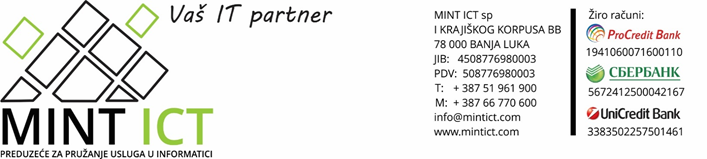 Vaš IT partner
MINT ICT
PREDUZEĆE ZA PRUŽANJE USLUGA U INFORMATICI
MINT ICT sp
I KRAJIŠKOG KORPUSA BB
78 000 BANJA LUKA
JIB: 4508776980003
PDV: 508776980003
T: + 387 51 961 900
M: + 387 66 770 600
info@mintict.com
www.mintict.com
Žiro računi:
ProCredit Bank
1941060071600110
СБЕРБАНК
5672412500042167
UniCredit Bank
3383502257501461